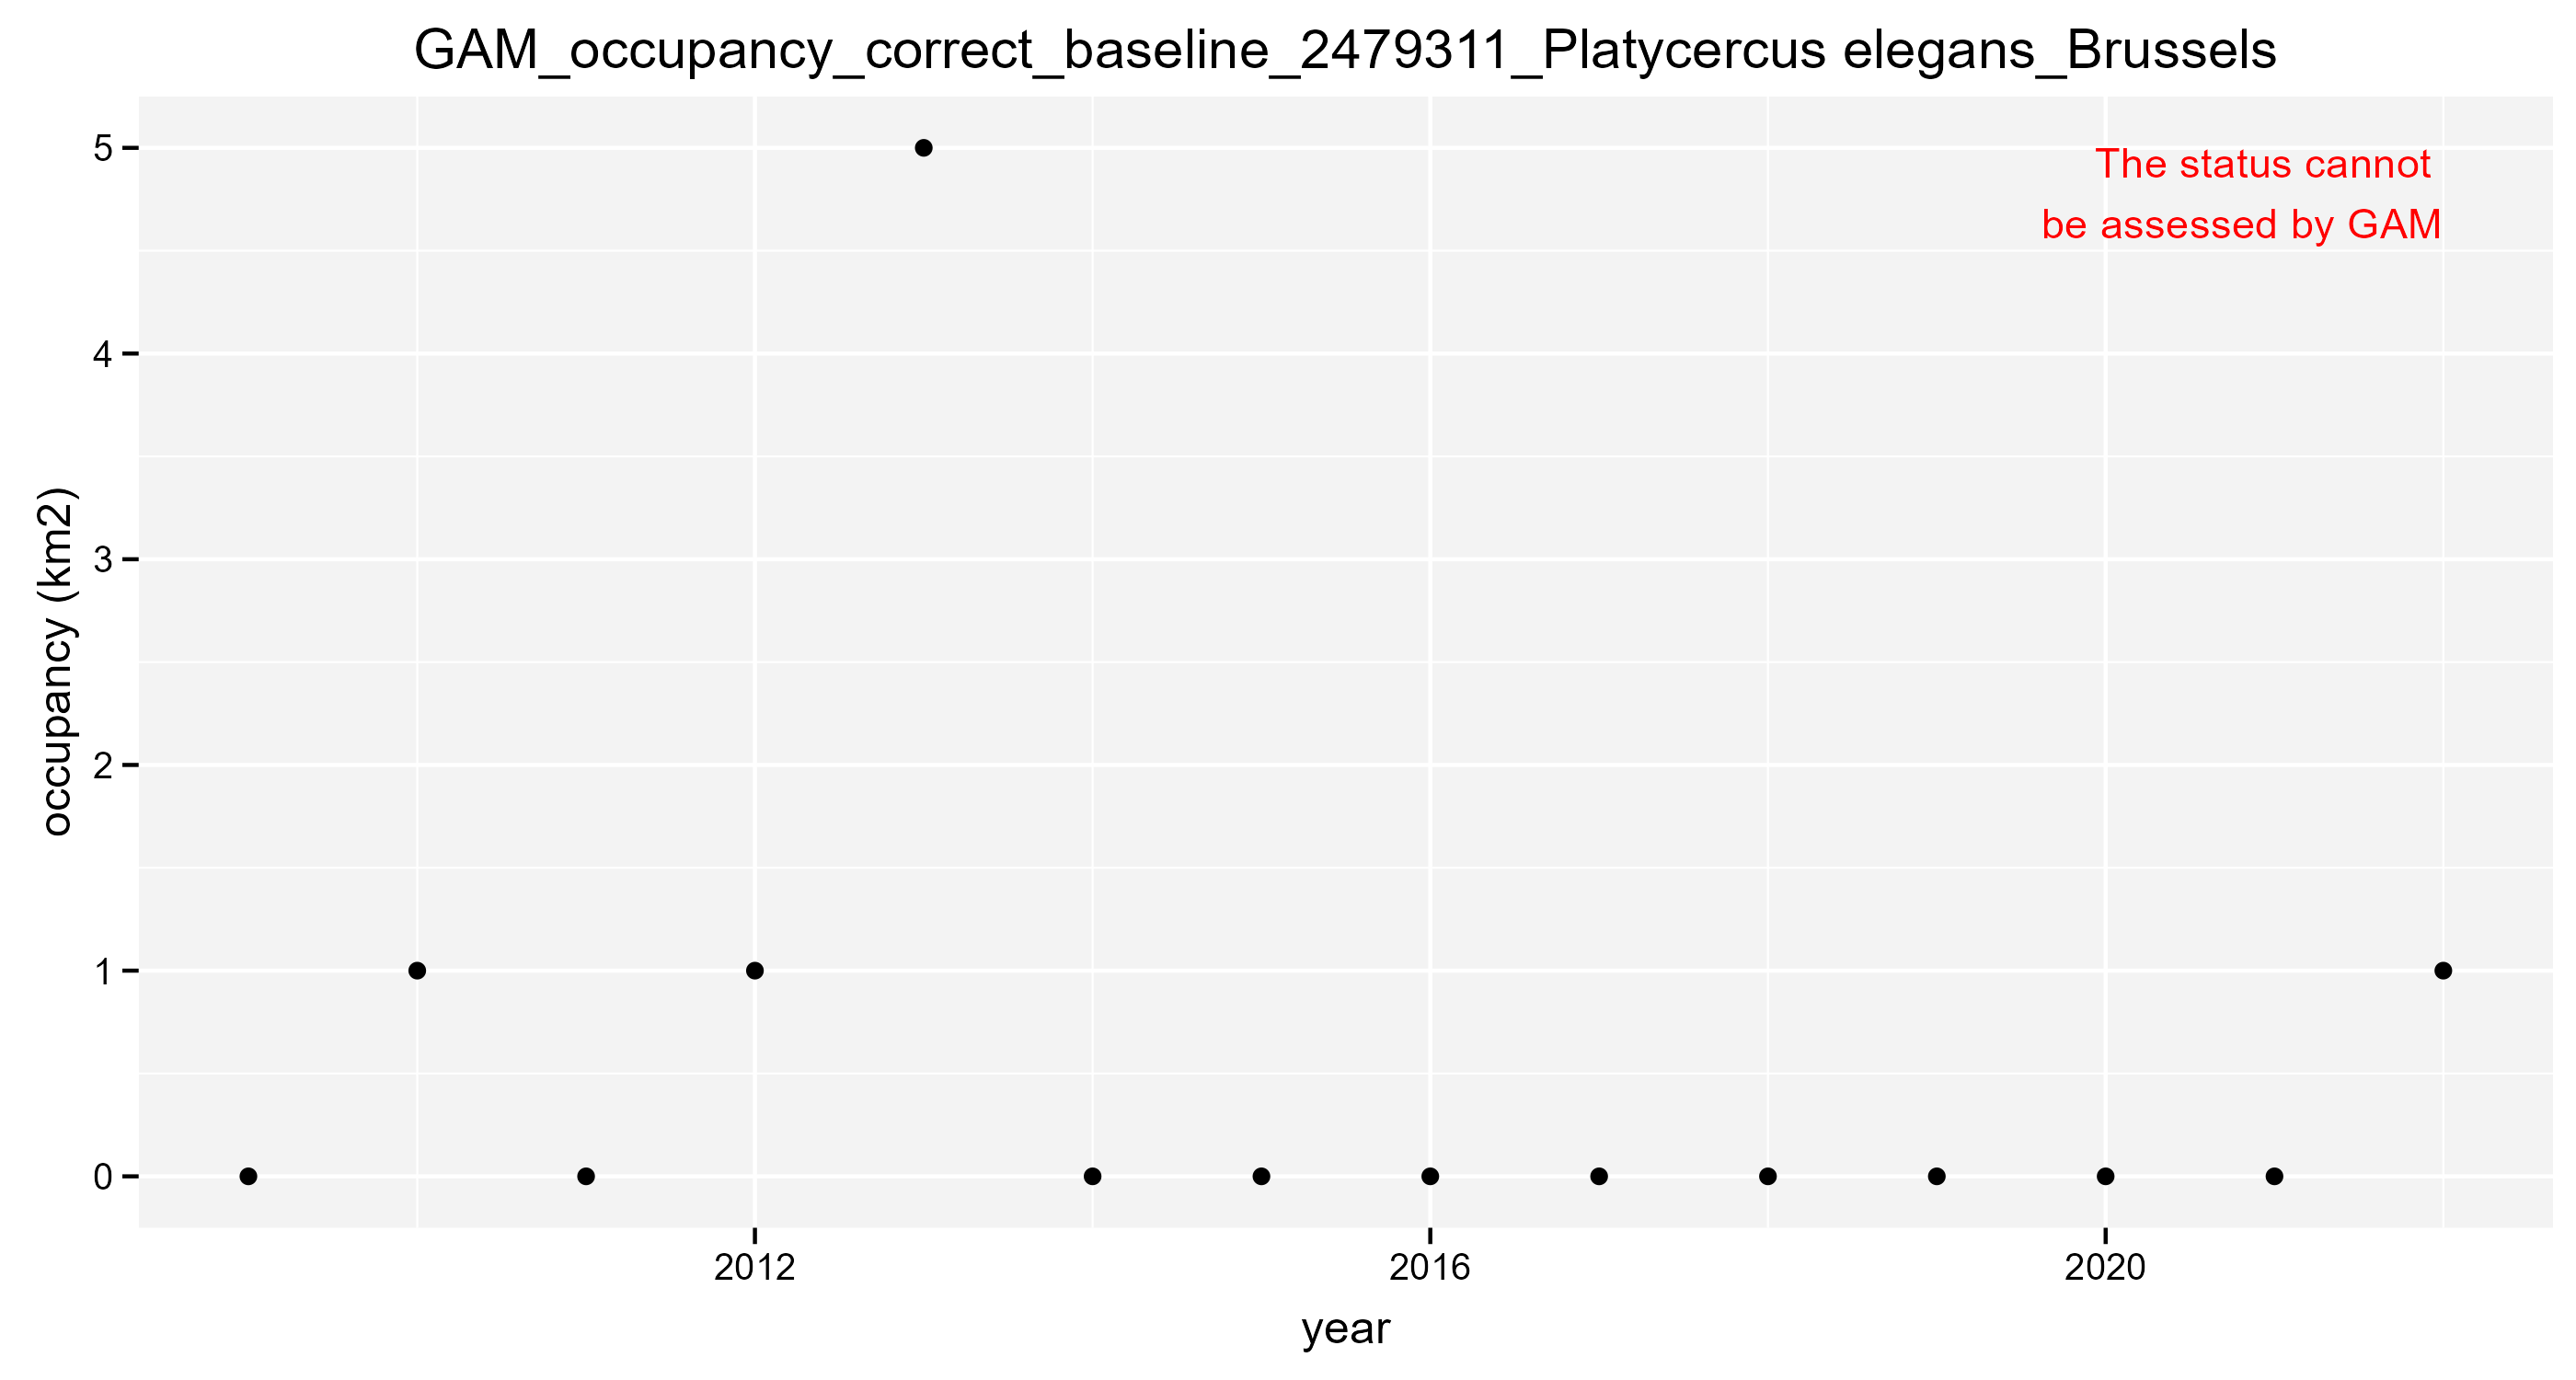 GAM_occupancy_correct_baseline_2479311_Platycercus elegans_Brussels
The status cannot
be assessed by GAM
occupancy (km2)
5
4
3
2
1
0
2012
2016
2020
year